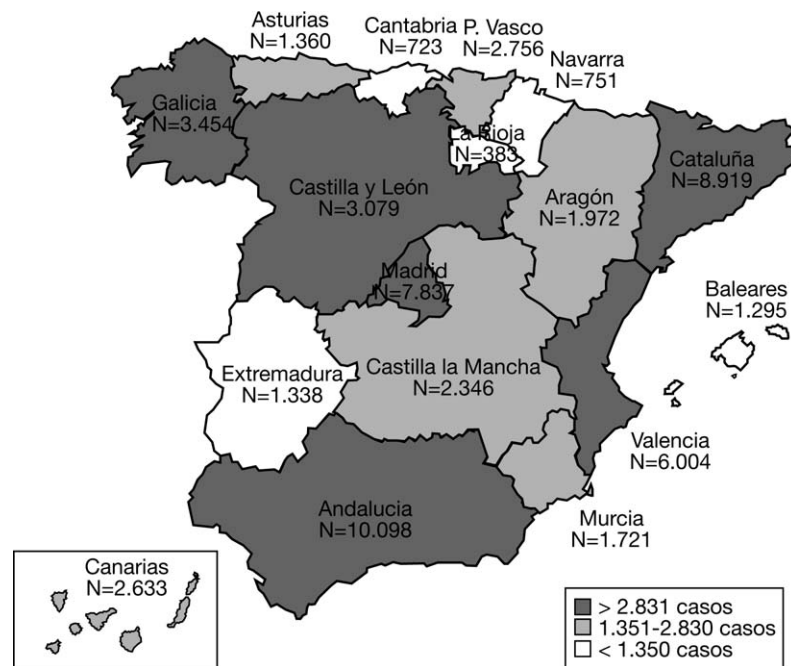 Asturias
N=1.360
Cantabria
N=723
P. Vasco
N=2.756
Navarra
N=751
Galicia
N=3.454
La Rioja
N=383
Cataluña
N=8.919
Castilla y León
N=3.079
Aragón
N=1.972
Madrid
N=7.837
Baleares
N=1.295
Extremadura
N=1.338
Castilla la Mancha
N=2.346
Valencia
N=6.004
Andalucia
N=10.098
Murcia
N=1.721
Canarias
N=2.633
> 2.831 casos
1.351-2.830 casos
< 1.350 casos